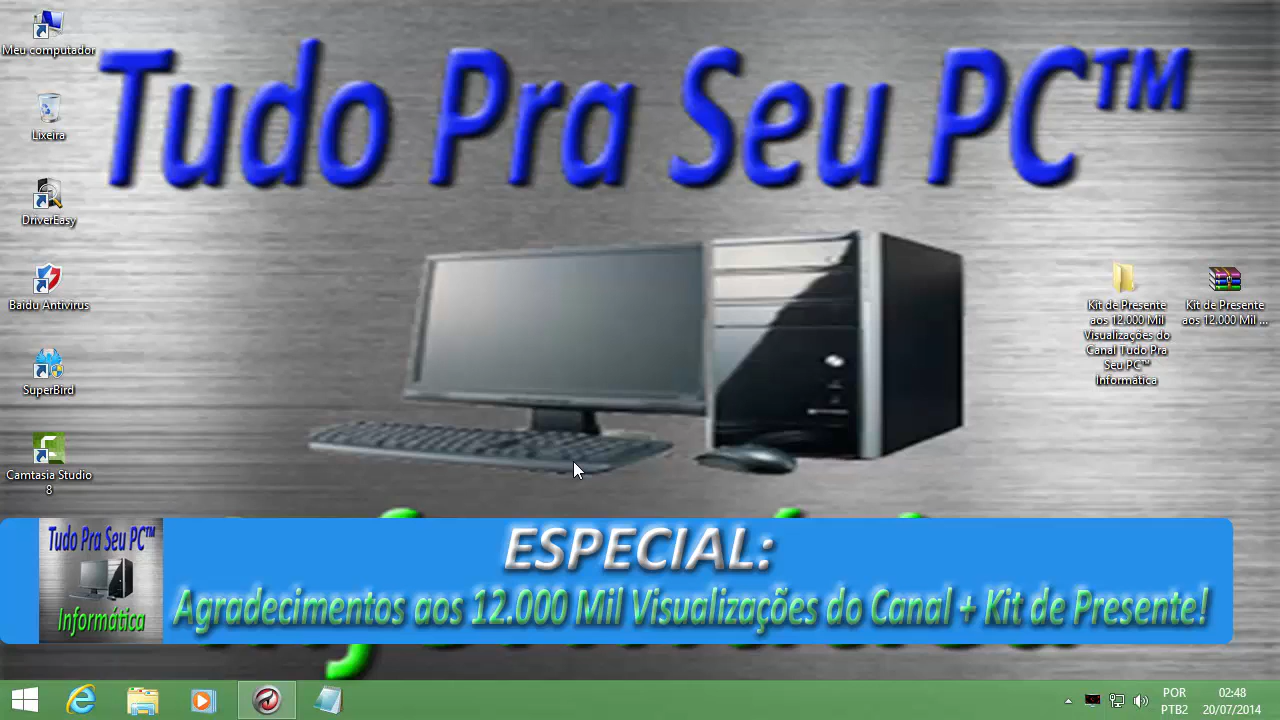 Tudo Pra Seu PC™
Meu computador
Lixeira
DriverEasy
Baidu Antivirus
SuperBird
Camtasia Studio
8
Kit de Presente
aos 12.000 Mil
Visualizações do
Canal Tudo Pra
Seu PC™
Informatica
Kit de Presente
aos 12.000 Mil ...
Tudo Pra Seu PC™
Informática
ESPECIAL:
Agradecimentos aos 12.000 Mil Visualizações do Canal + Kit de Presente!
POR
PTB2
02:48
20/07/2014